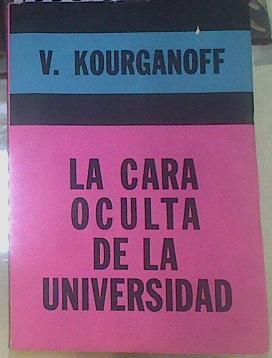 V. KOURGANOFF
LA CARA
OCULTA
DE LA
UNIVERSIDAD